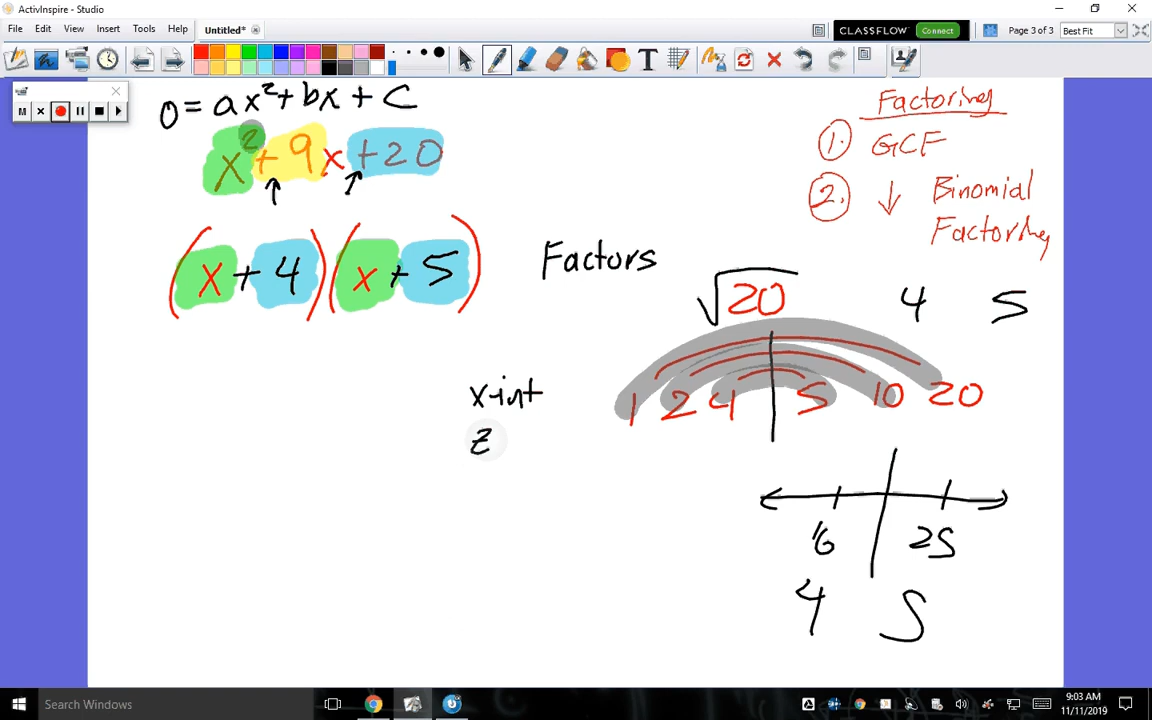 ActivInspire - Studio
File Edit View Insert Tools Help Untitled*
CLASSFLOW Connect Page 3 of 3 Best Fit
M
0 = ax² + bx + C
x² + 9x + 20
(x + 4)(x + 5)
Factoring
1. GCF
2. ↓ Binomial
Factoring
Factors
√20 4 5
1 2 4 5 10 20
x-int
Z
16 25
4 5
Search Windows
9:03 AM
11/11/2019